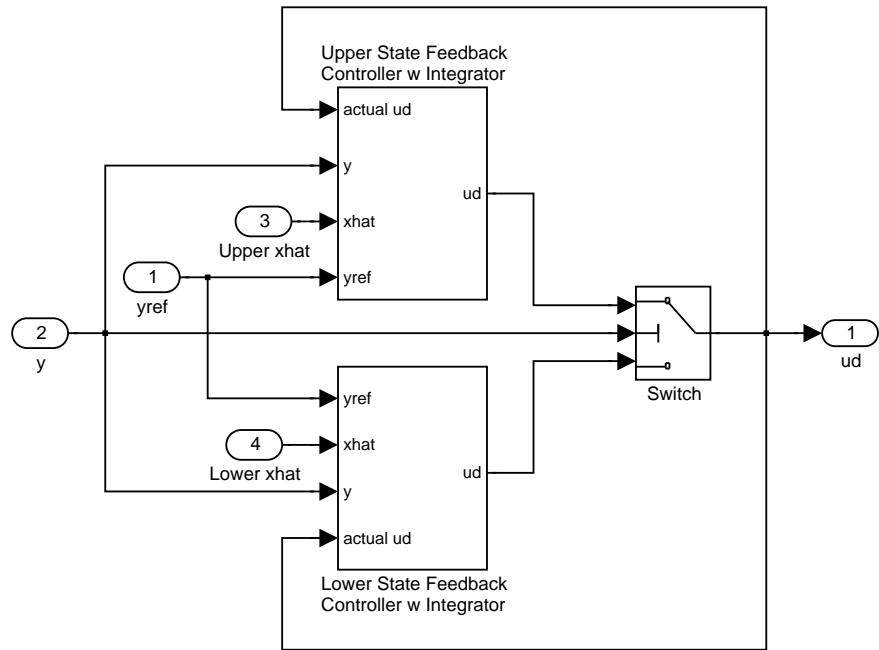 Upper State Feedback
Controller w Integrator
actual ud
y
ud
xhat
yref
3
Upper xhat
1
yref
2
y
Switch
1
ud
yref
4
Lower xhat
xhat
ud
y
actual ud
Lower State Feedback
Controller w Integrator